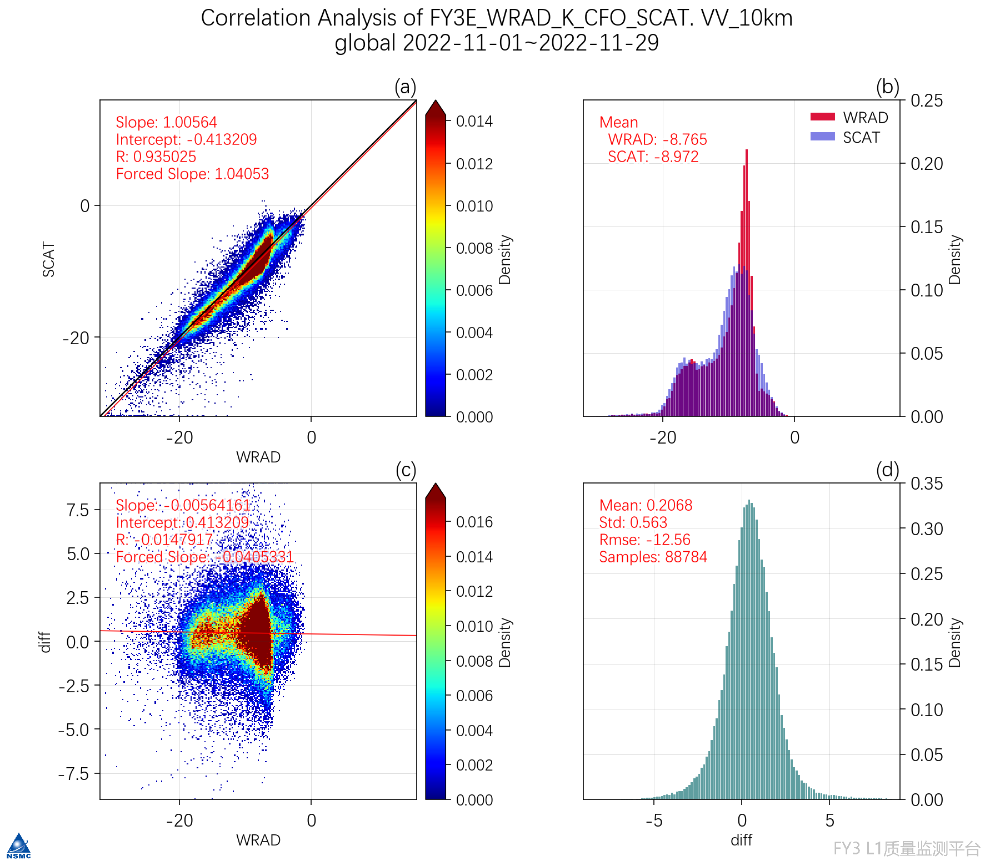 Correlation Analysis of FY3E_WRAD_K_CFO_SCAT. VV_10km
global 2022-11-01~2022-11-29
(a)
Slope: 1.00564
Intercept: -0.413209
R: 0.935025
Forced Slope: 1.04053
0
-20
SCAT
-20
0
WRAD
0.014
0.012
0.010
0.008
0.006
0.004
0.002
0.000
Density
(b)
Mean
WRAD: -8.765
SCAT: -8.972
WRAD
SCAT
0.25
0.20
0.15
0.10
0.05
0.00
Density
-20
0
(c)
Slope: -0.00564161
Intercept: 0.413209
R: -0.0147917
Forced Slope: -0.0405331
7.5
5.0
2.5
0.0
-2.5
-5.0
-7.5
diff
-20
0
WRAD
0.016
0.014
0.012
0.010
0.008
0.006
0.004
0.002
0.000
Density
(d)
Mean: 0.2068
Std: 0.563
Rmse: -12.56
Samples: 88784
0.35
0.30
0.25
0.20
0.15
0.10
0.05
0.00
Density
-5
0
5
diff
NSMC
FY3 L1质量监测平台